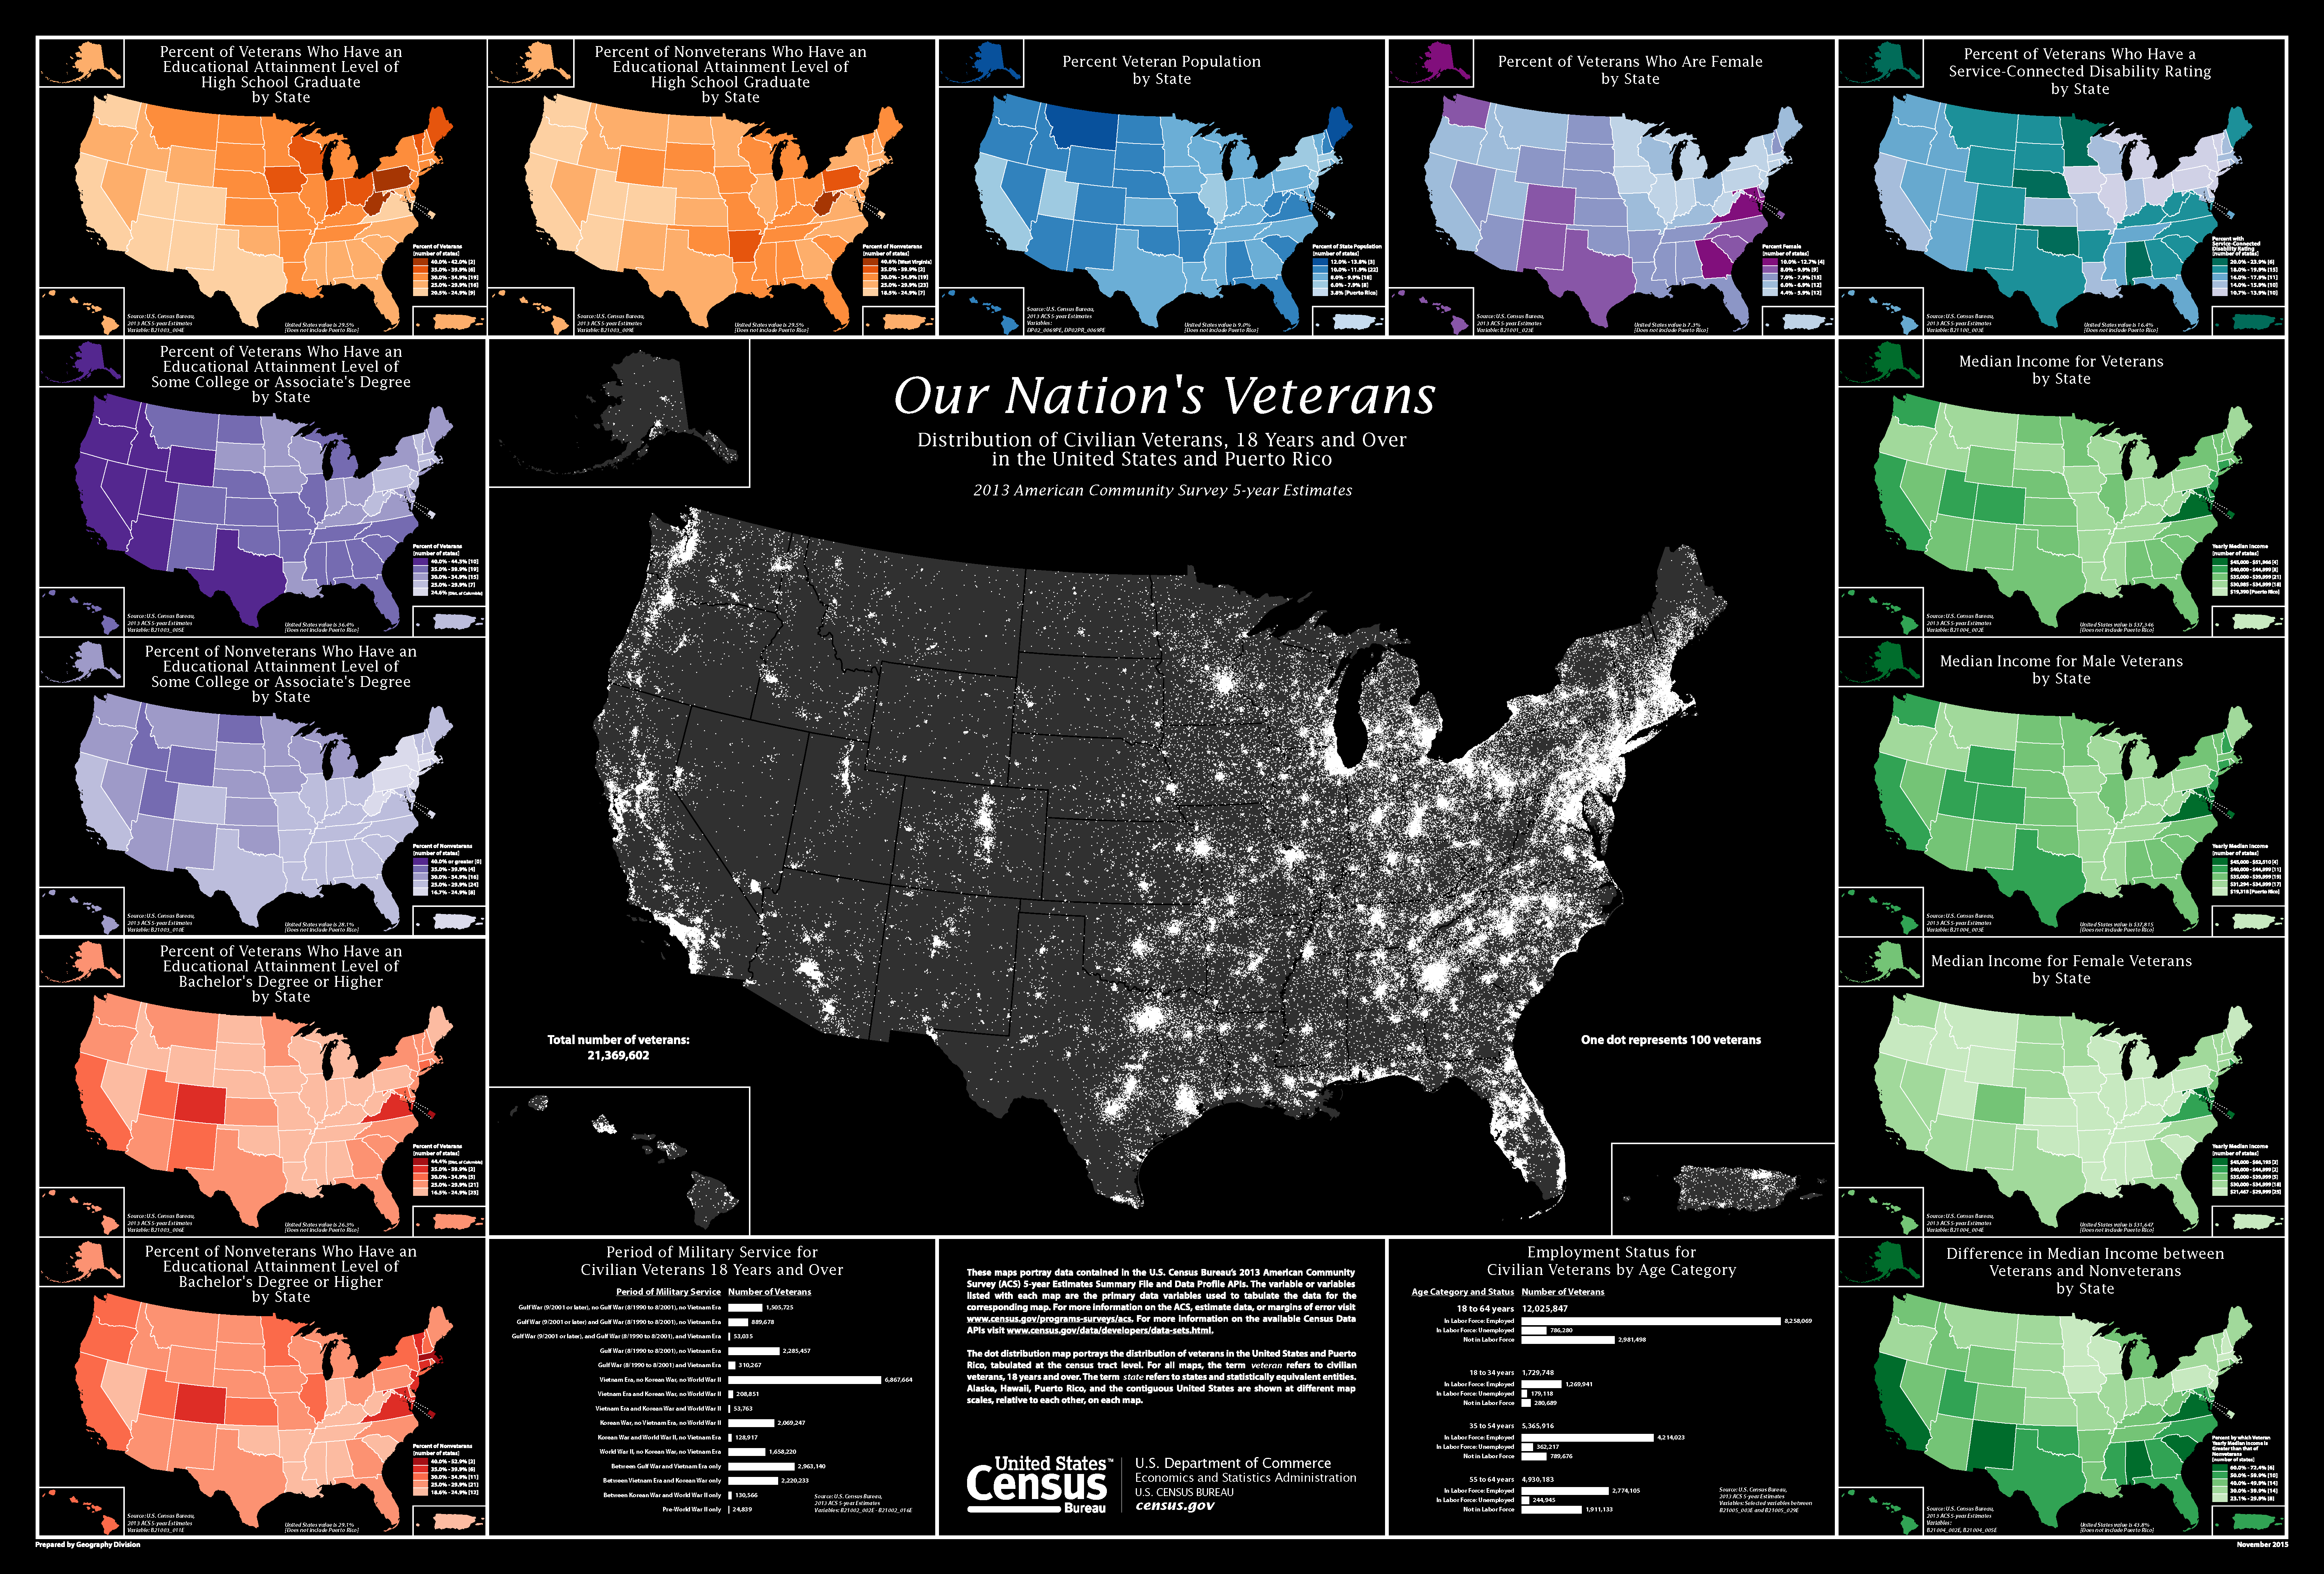 Percent of Veterans Who Have an
Educational Attainment Level of
High School Graduate
by State
Percent of Veterans
[number of states]
40.0% - 42.0% [2]
35.0% - 39.9% [6]
30.0% - 34.9% [19]
25.0% - 29.9% [16]
20.5% - 24.9% [9]
Source: U.S. Census Bureau,
2013 ACS 5-year Estimates
Variable: B21003_004E
United States value is 29.5%
[Does not include Puerto Rico]
Percent of Nonveterans Who Have an
Educational Attainment Level of
High School Graduate
by State
Percent of Nonveterans
[number of states]
40.6% [West Virginia]
35.0% - 39.9% [2]
30.0% - 34.9% [19]
25.0% - 29.9% [23]
18.5% - 24.9% [7]
Source: U.S. Census Bureau,
2013 ACS 5-year Estimates
Variable: B21003_009E
United States value is 29.5%
[Does not include Puerto Rico]
Percent Veteran Population
by State
Percent of State Population
[number of states]
12.0% - 13.8% [3]
10.0% - 11.9% [22]
8.0% - 9.9% [18]
6.0% - 7.9% [8]
3.8% [Puerto Rico]
Source: U.S. Census Bureau,
2013 ACS 5-year Estimates
Variables:
DP02_0069PE, DP02PR_0069PE
United States value is 9.0%
[Does not include Puerto Rico]
Percent of Veterans Who Are Female
by State
Percent Female
[number of states]
10.0% - 12.7% [4]
8.0% - 9.9% [9]
7.0% - 7.9% [15]
6.0% - 6.9% [12]
4.4% - 5.9% [12]
Source: U.S. Census Bureau,
2013 ACS 5-year Estimates
Variable: B21001_023E
United States value is 7.3%
[Does not include Puerto Rico]
Percent of Veterans Who Have a
Service-Connected Disability Rating
by State
Percent with
Service-Connected
Disability Rating
[number of states]
20.0% - 23.9% [6]
18.0% - 19.9% [15]
16.0% - 17.9% [11]
14.0% - 15.9% [10]
10.7% - 13.9% [10]
Source: U.S. Census Bureau,
2013 ACS 5-year Estimates
Variable: B21100_003E
United States value is 16.4%
[Does not include Puerto Rico]
Percent of Veterans Who Have an
Educational Attainment Level of
Some College or Associate's Degree
by State
Percent of Veterans
[number of states]
40.0% - 44.3% [10]
35.0% - 39.9% [19]
30.0% - 34.9% [15]
25.0% - 29.9% [7]
24.6% [Dist. of Columbia]
Source: U.S. Census Bureau,
2013 ACS 5-year Estimates
Variable: B21003_005E
United States value is 36.4%
[Does not include Puerto Rico]
Our Nation's Veterans
Distribution of Civilian Veterans, 18 Years and Over
in the United States and Puerto Rico
2013 American Community Survey 5-year Estimates
Total number of veterans:
21,369,602
One dot represents 100 veterans
Median Income for Veterans
by State
Yearly Median Income
[number of states]
$45,000 - $51,966 [4]
$40,000 - $44,999 [8]
$35,000 - $39,999 [21]
$30,985 - $34,999 [18]
$19,390 [Puerto Rico]
Source: U.S. Census Bureau,
2013 ACS 5-year Estimates
Variable: B21004_002E
United States value is $37,346
[Does not include Puerto Rico]
Percent of Nonveterans Who Have an
Educational Attainment Level of
Some College or Associate's Degree
by State
Percent of Nonveterans
[number of states]
40.0% or greater [0]
35.0% - 39.9% [4]
30.0% - 34.9% [16]
25.0% - 29.9% [24]
16.7% - 24.9% [8]
Source: U.S. Census Bureau,
2013 ACS 5-year Estimates
Variable: B21003_010E
United States value is 28.1%
[Does not include Puerto Rico]
Median Income for Male Veterans
by State
Yearly Median Income
[number of states]
$45,000 - $52,610 [4]
$40,000 - $44,999 [11]
$35,000 - $39,999 [19]
$31,294 - $34,999 [17]
$19,318 [Puerto Rico]
Source: U.S. Census Bureau,
2013 ACS 5-year Estimates
Variable: B21004_003E
United States value is $37,815
[Does not include Puerto Rico]
Percent of Veterans Who Have an
Educational Attainment Level of
Bachelor's Degree or Higher
by State
Percent of Veterans
[number of states]
44.4% [Dist. of Columbia]
35.0% - 39.9% [2]
30.0% - 34.9% [5]
25.0% - 29.9% [21]
16.5% - 24.9% [23]
Source: U.S. Census Bureau,
2013 ACS 5-year Estimates
Variable: B21003_006E
United States value is 26.3%
[Does not include Puerto Rico]
Median Income for Female Veterans
by State
Yearly Median Income
[number of states]
$40,000 - $44,999 [2]
$35,000 - $39,999 [5]
$30,000 - $34,999 [18]
$21,467 - $29,999 [25]
Source: U.S. Census Bureau,
2013 ACS 5-year Estimates
Variable: B21004_004E
United States value is $31,647
[Does not include Puerto Rico]
Percent of Nonveterans Who Have an
Educational Attainment Level of
Bachelor's Degree or Higher
by State
Percent of Nonveterans
[number of states]
40.0% - 52.9% [2]
35.0% - 39.9% [6]
30.0% - 34.9% [11]
25.0% - 29.9% [21]
18.6% - 24.9% [12]
Source: U.S. Census Bureau,
2013 ACS 5-year Estimates
Variable: B21003_011E
United States value is 29.1%
[Does not include Puerto Rico]
Period of Military Service for
Civilian Veterans 18 Years and Over
Period of Military Service Number of Veterans
Gulf War (9/2001 or later), no Gulf War (8/1990 to 8/2001), no Vietnam Era 1,505,725
Gulf War (9/2001 or later) and Gulf War (8/1990 to 8/2001), no Vietnam Era 889,678
Gulf War (9/2001 or later), and Gulf War (8/1990 to 8/2001), and Vietnam Era 53,035
Gulf War (8/1990 to 8/2001), no Vietnam Era 2,285,457
Gulf War (8/1990 to 8/2001) and Vietnam Era 310,267
Vietnam Era, no Korean War, no World War II 6,867,664
Vietnam Era and Korean War, no World War II 208,851
Vietnam Era and Korean War and World War II 53,763
Korean War, no Vietnam Era, no World War II 2,069,247
Korean War and World War II, no Vietnam Era 128,917
World War II, no Korean War, no Vietnam Era 1,658,220
Between Gulf War and Vietnam Era only 2,963,140
Between Vietnam Era and Korean War only 2,220,233
Between Korean War and World War II only 130,566
Pre-World War II only 24,839
Source: U.S. Census Bureau,
2013 ACS 5-year Estimates
Variables: B21002_002E - B21002_016E
These maps portray data contained in the U.S. Census Bureau's 2013 American Community
Survey (ACS) 5-year Estimates Summary File and Data Profile APIs. The variable or variables
listed with each map are the primary data variables used to tabulate the data for the
corresponding map. For more information on the ACS, estimate data, or margins of error visit
www.census.gov/programs-surveys/acs. For more information on the available Census Data
APIs visit www.census.gov/data/developers/data-sets.html.
The dot distribution map portrays the distribution of veterans in the United States and Puerto
Rico, tabulated at the census tract level. For all maps, the term veteran refers to civilian
veterans, 18 years and over. The term state refers to states and statistically equivalent entities.
Alaska, Hawaii, Puerto Rico, and the contiguous United States are shown at different map
scales, relative to each other, on each map.
United States™
Census
Bureau
U.S. Department of Commerce
Economics and Statistics Administration
U.S. CENSUS BUREAU
census.gov
Employment Status for
Civilian Veterans by Age Category
Age Category and Status Number of Veterans
18 to 64 years 12,025,847
In Labor Force: Employed 8,258,069
In Labor Force: Unemployed 786,280
Not in Labor Force 2,981,498
18 to 34 years 1,729,748
In Labor Force: Employed 1,269,941
In Labor Force: Unemployed 179,118
Not in Labor Force 280,689
35 to 54 years 5,365,916
In Labor Force: Employed 4,214,023
In Labor Force: Unemployed 362,217
Not in Labor Force 789,676
55 to 64 years 4,930,183
In Labor Force: Employed 2,774,105
In Labor Force: Unemployed 244,945
Not in Labor Force 1,911,133
Source: U.S. Census Bureau,
2013 ACS 5-year Estimates
Variables: Selected variables between
B21005_003E and B21005_029E
Difference in Median Income between
Veterans and Nonveterans
by State
Percent by which Veteran
Yearly Median Income is
Greater than that of
Nonveterans
[number of states]
60.0% - 72.4% [6]
50.0% - 59.9% [10]
40.0% - 49.9% [14]
30.0% - 39.9% [14]
23.1% - 29.9% [8]
Source: U.S. Census Bureau,
2013 ACS 5-year Estimates
Variables:
B21004_002E, B21004_005E
United States value is 43.8%
[Does not include Puerto Rico]
Prepared by Geography Division
November 2015